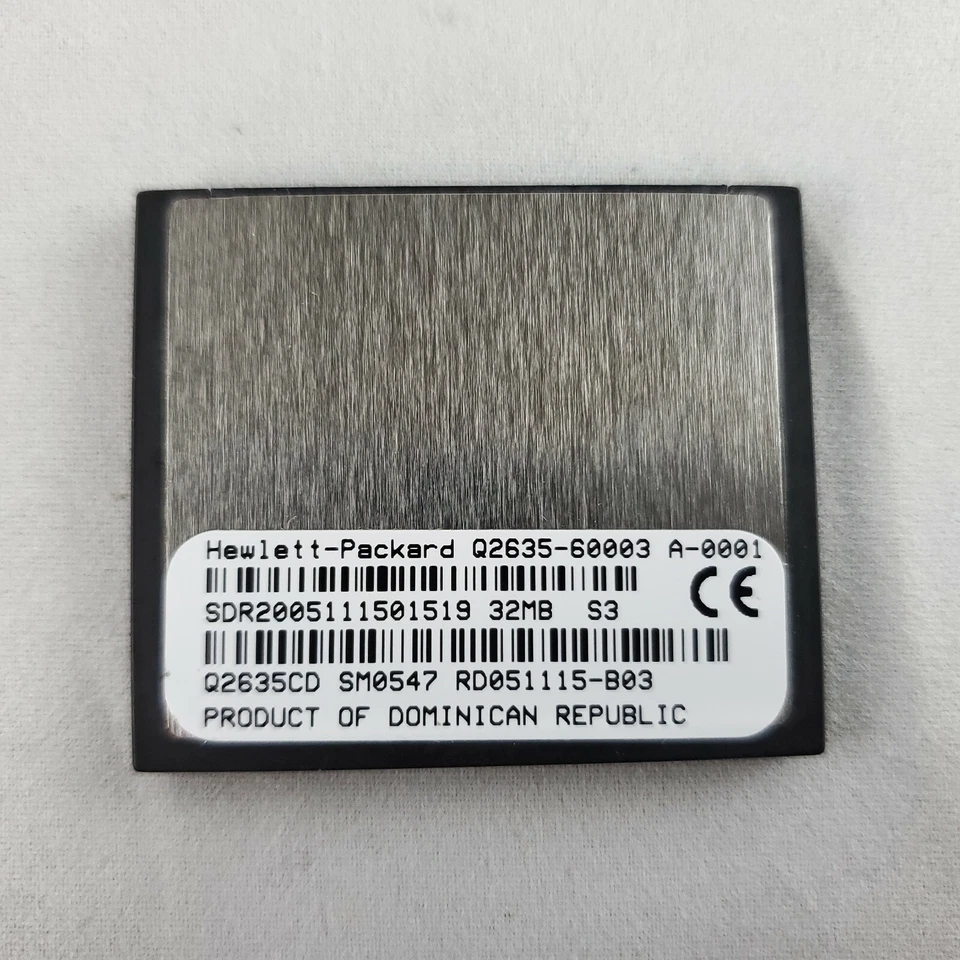 Hewlett-Packard Q2635-60003 A-0001
CE
SDR2005111501519 32MB S3
Q2635CD SM0547 RD051115-B03
PRODUCT OF DOMINICAN REPUBLIC